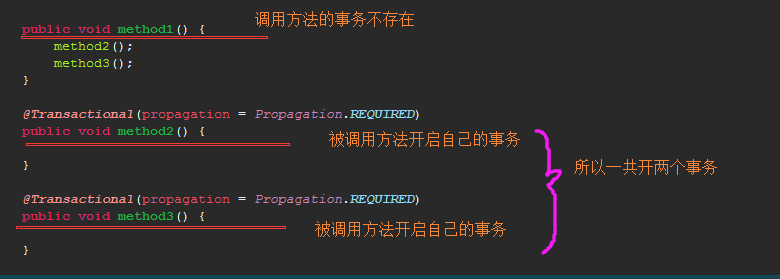 调用方法的事务不存在
public void method1() {
method2();
method3();
}
@Transactional(propagation = Propagation.REQUIRED)
public void method2() {
被调用方法开启自己的事务
}
所以一共开两个事务
@Transactional(propagation = Propagation.REQUIRED)
public void method3() {
被调用方法开启自己的事务
}